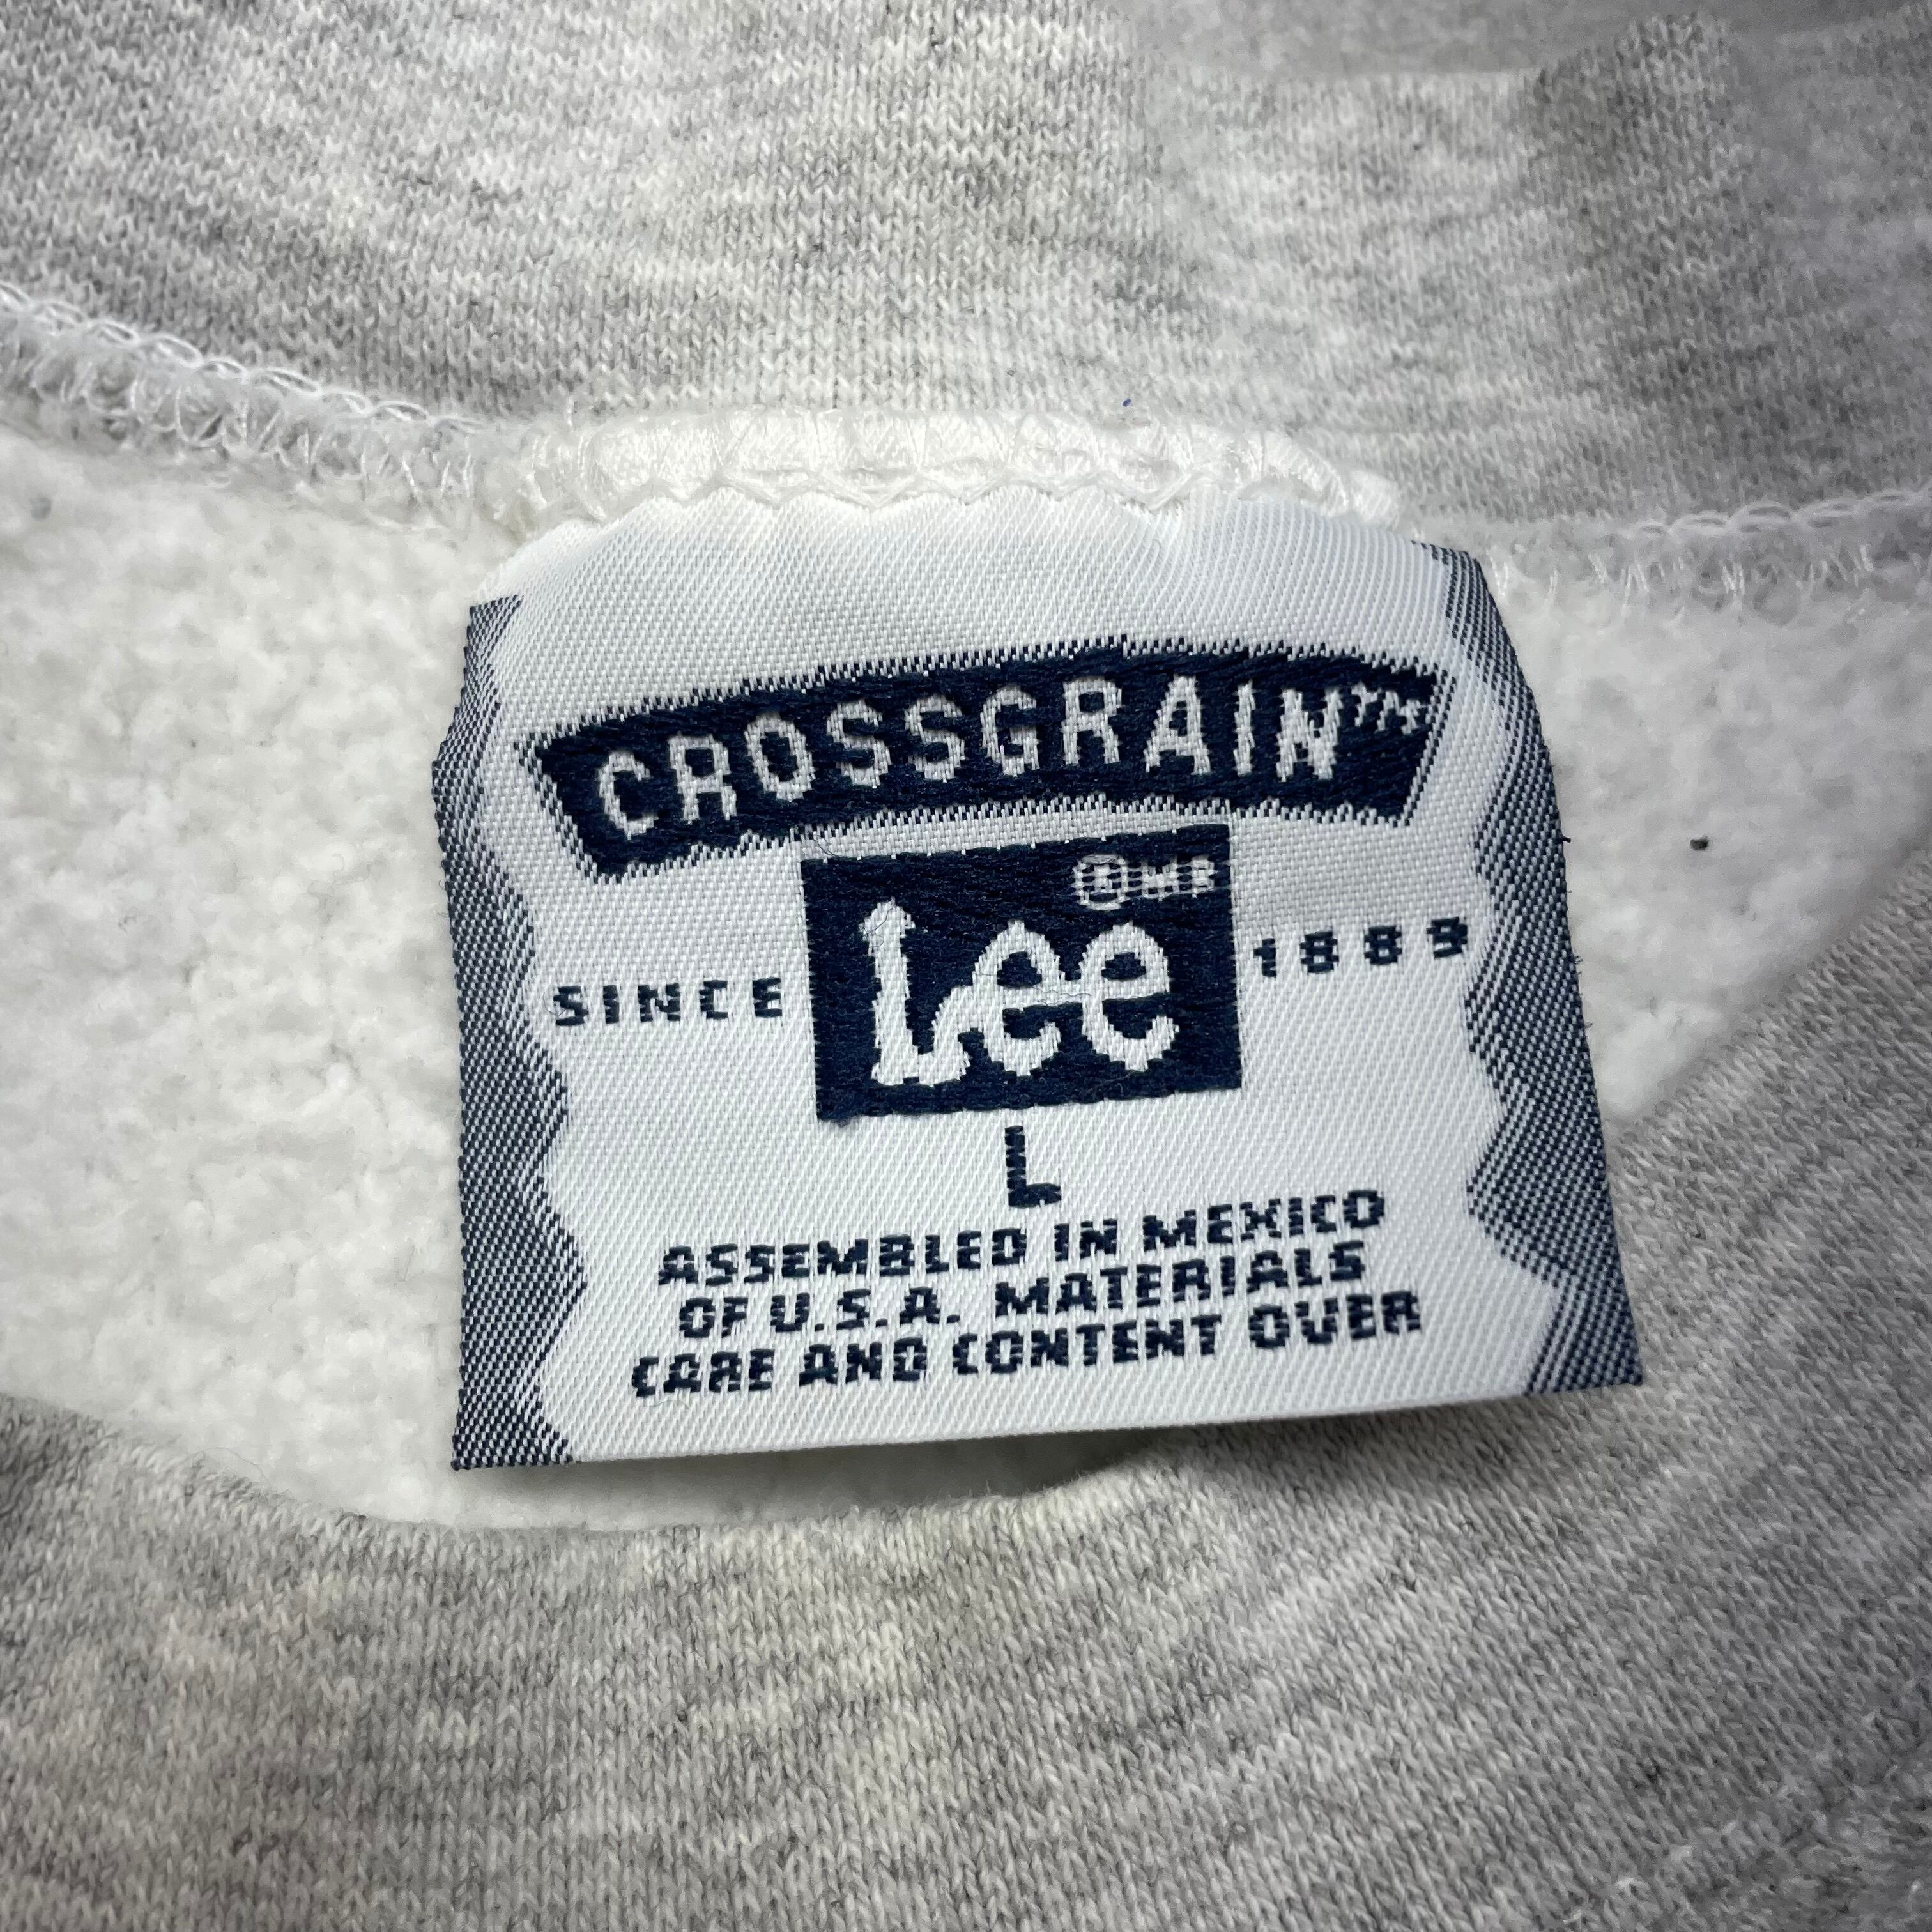 CROSSGRAIN™
® MR
Lee
SINCE 1889
L
ASSEMBLED IN MEXICO
OF U.S.A. MATERIALS
CARE AND CONTENT OVER